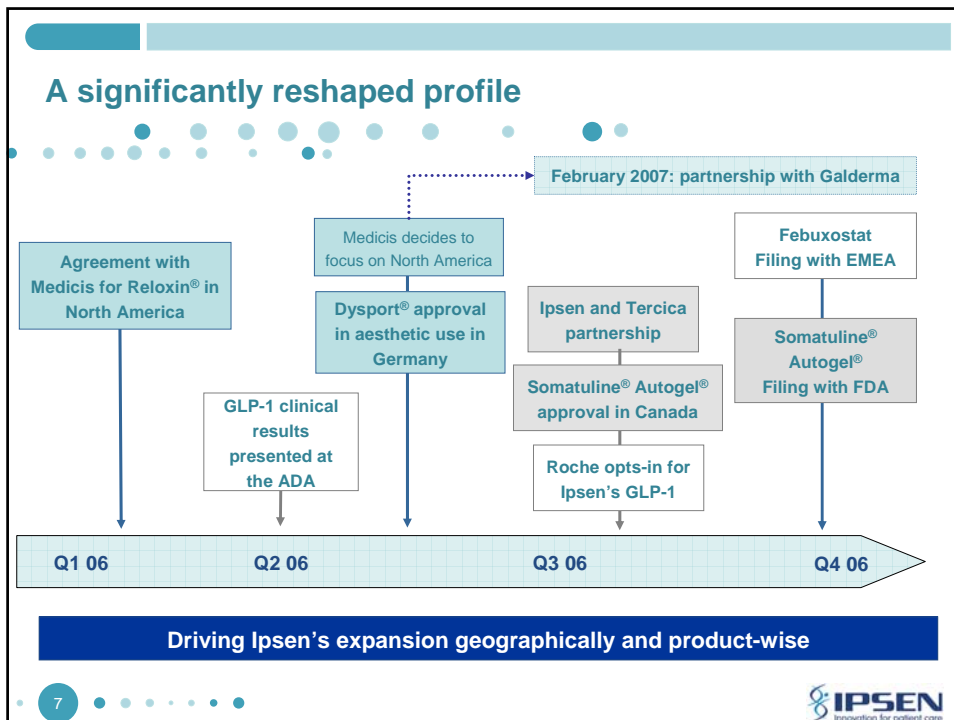 A significantly reshaped profile
February 2007: partnership with Galderma
Agreement with
Medicis for Reloxin® in
North America
GLP-1 clinical
results
presented at
the ADA
Medicis decides to
focus on North America
Dysport® approval
in aesthetic use in
Germany
Ipsen and Tercica
partnership
Somatuline® Autogel®
approval in Canada
Roche opts-in for
Ipsen’s GLP-1
Febuxostat
Filing with EMEA
Somatuline®
Autogel®
Filing with FDA
Q1 06
Q2 06
Q3 06
Q4 06
Driving Ipsen’s expansion geographically and product-wise
7
IPSEN
Innovation for patient care